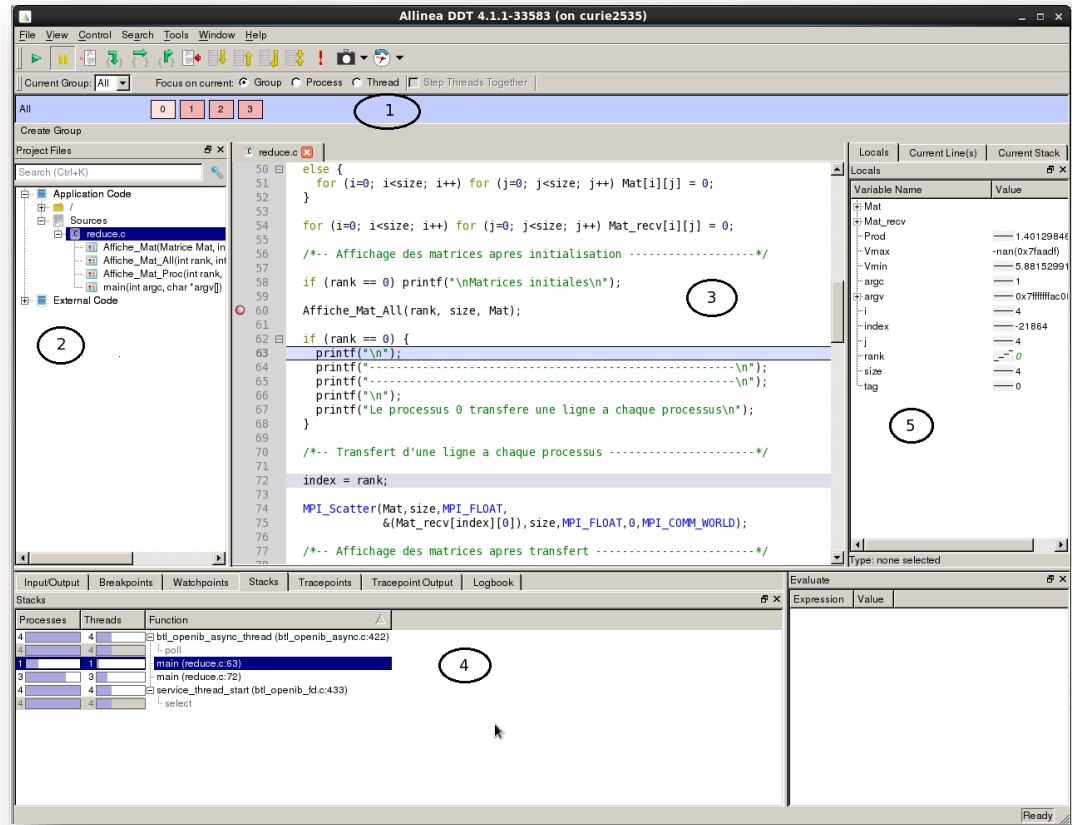 Allinea DDT 4.1.1-33583 (on curie2535)
File View Control Search Tools Window Help
Current Group: All Focus on current: Group Process Thread Step Threads Together
All 0 1 2 3
1
Create Group
Project Files
Search (Ctrl+K)
Application Code
/
Sources
reduce.c
Affiche_Mat(Matrice Mat, in
Affiche_Mat_All(int rank, int
Affiche_Mat_Proc(int rank,
main(int argc, char *argv[])
External Code
2
reduce.c
50 else {
51 for (i=0; i<size; i++) for (j=0; j<size; j++) Mat[i][j] = 0;
52 }
53
54 for (i=0; i<size; i++) for (j=0; j<size; j++) Mat_recv[i][j] = 0;
55
56 /*-- Affichage des matrices apres initialisation -------------------*/
57
58 if (rank == 0) printf("\nMatrices initiales\n");
59
60 Affiche_Mat_All(rank, size, Mat);
61
62 if (rank == 0) {
63 printf("\n");
64 printf("-------------------------------------------------------\n");
65 printf("-------------------------------------------------------\n");
66 printf("\n");
67 printf("Le processus 0 transfere une ligne a chaque processus\n");
68 }
69
70 /*-- Transfert d'une ligne a chaque processus ----------------------*/
71
72 index = rank;
73
74 MPI_Scatter(Mat,size,MPI_FLOAT,
75 &(Mat_recv[index][0]),size,MPI_FLOAT,0,MPI_COMM_WORLD);
76
77 /*-- Affichage des matrices apres transfert ------------------------*/
3
Locals Current Line(s) Current Stack
Locals
Variable Name Value
Mat
Mat_recv
Prod 1.40129846
Vmax -nan(0x7faadf)
Vmin 5.88152991
argc 1
argv 0x7fffffffac0
i 4
index -21864
j 4
rank 0
size 4
tag 0
5
Type: none selected
Input/Output Breakpoints Watchpoints Stacks Tracepoints Tracepoint Output Logbook
Stacks
Processes Threads Function
4 4 btl_openib_async_thread (btl_openib_async.c:422)
4 4 poll
1 1 main (reduce.c:63)
3 3 main (reduce.c:72)
4 4 service_thread_start (btl_openib_fd.c:433)
4 4 select
4
Evaluate
Expression Value
Ready